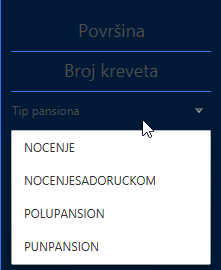 Površina
Broj kreveta
Tip pansiona
NOCENJE
NOCENJESADORUCKOM
POLUPANSION
PUNPANSION